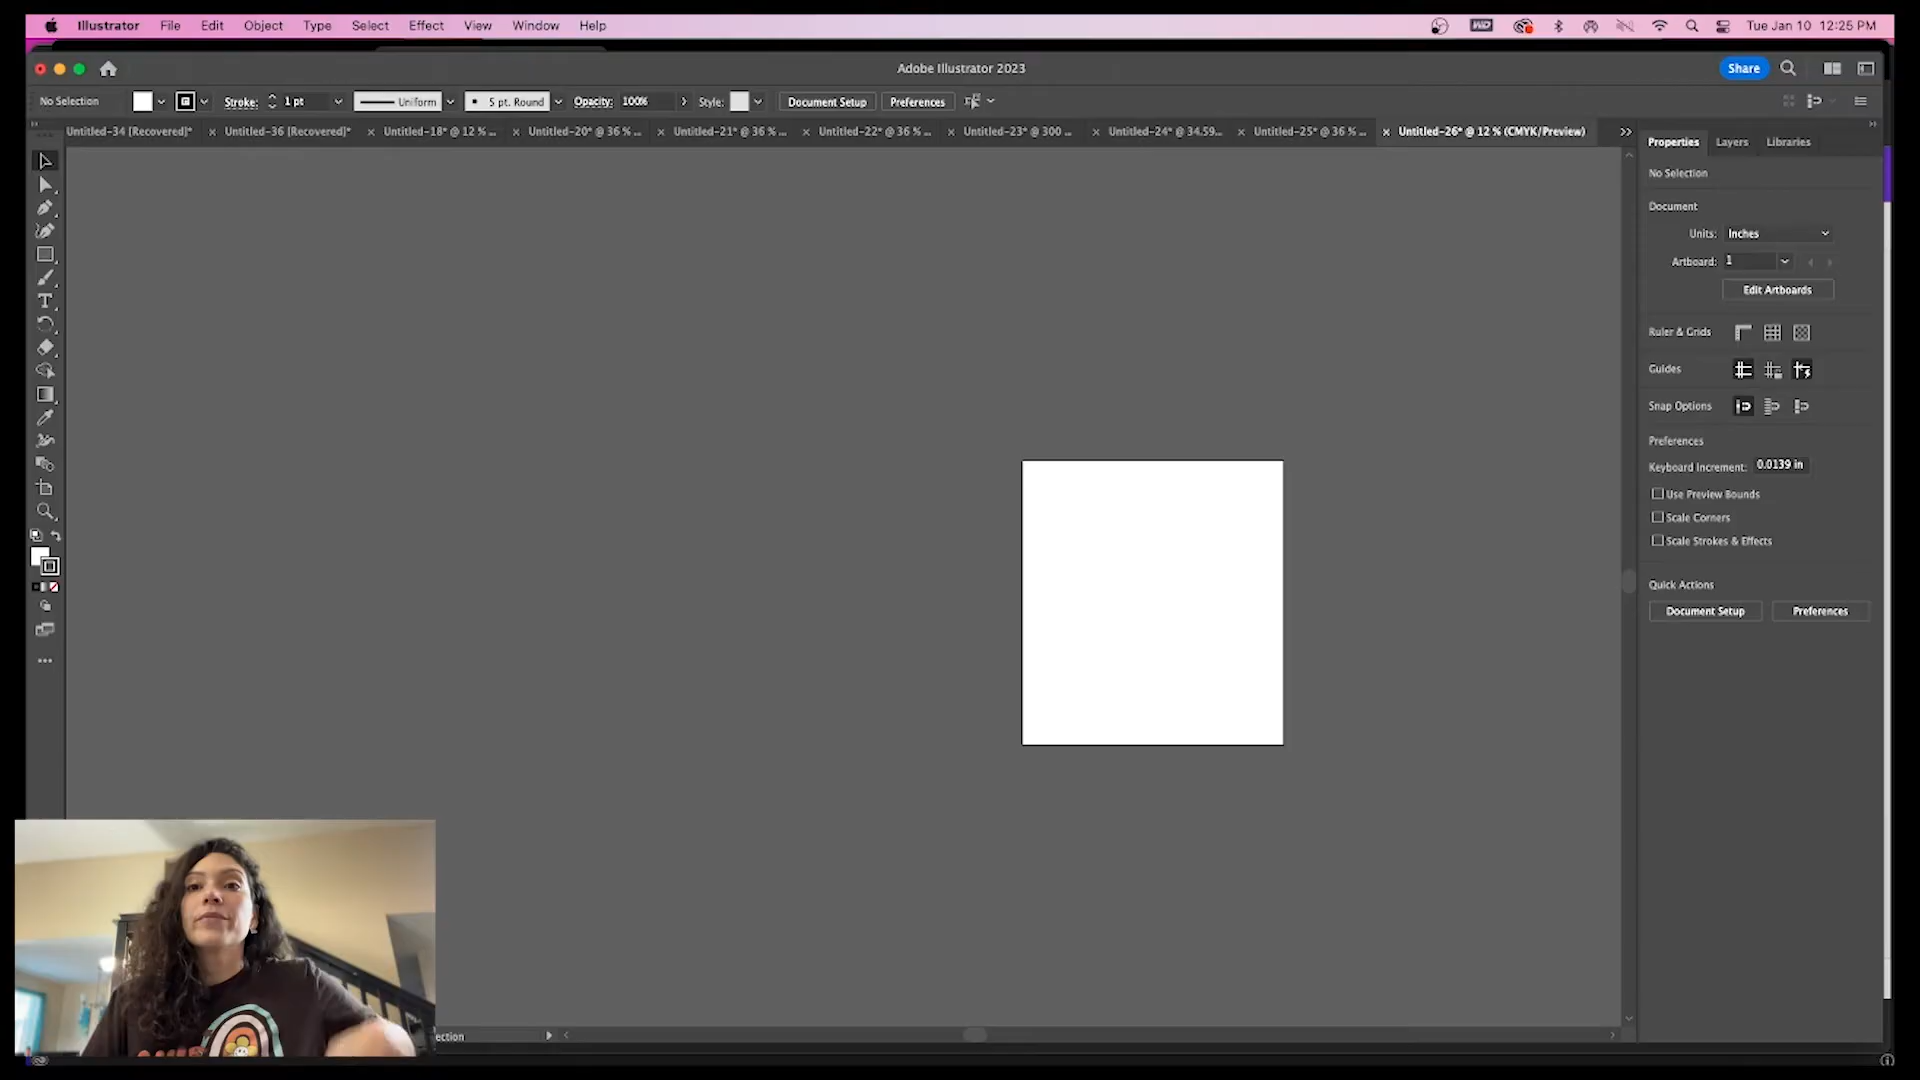 Illustrator File Edit Object Type Select Effect View Window Help
Tue Jan 10 12:25 PM
Adobe Illustrator 2023
Share
No Selection
Stroke: 1 pt
Uniform
5 pt. Round
Opacity: 100%
Style:
Document Setup
Preferences
Untitled-34 [Recovered]*
× Untitled-36 [Recovered]*
× Untitled-18* @ 12 % ...
× Untitled-20* @ 36 % ...
× Untitled-21* @ 36 % ...
× Untitled-22* @ 36 % ...
× Untitled-23* @ 300 ...
× Untitled-24* @ 34.59...
× Untitled-25* @ 36 % ...
× Untitled-26* @ 12 % (CMYK/Preview)
Properties Layers Libraries
No Selection
Document
Units: Inches
Artboard: 1
Edit Artboards
Ruler & Grids
Guides
Snap Options
Preferences
Keyboard Increment: 0.0139 in
Use Preview Bounds
Scale Corners
Scale Strokes & Effects
Quick Actions
Document Setup
Preferences
ection